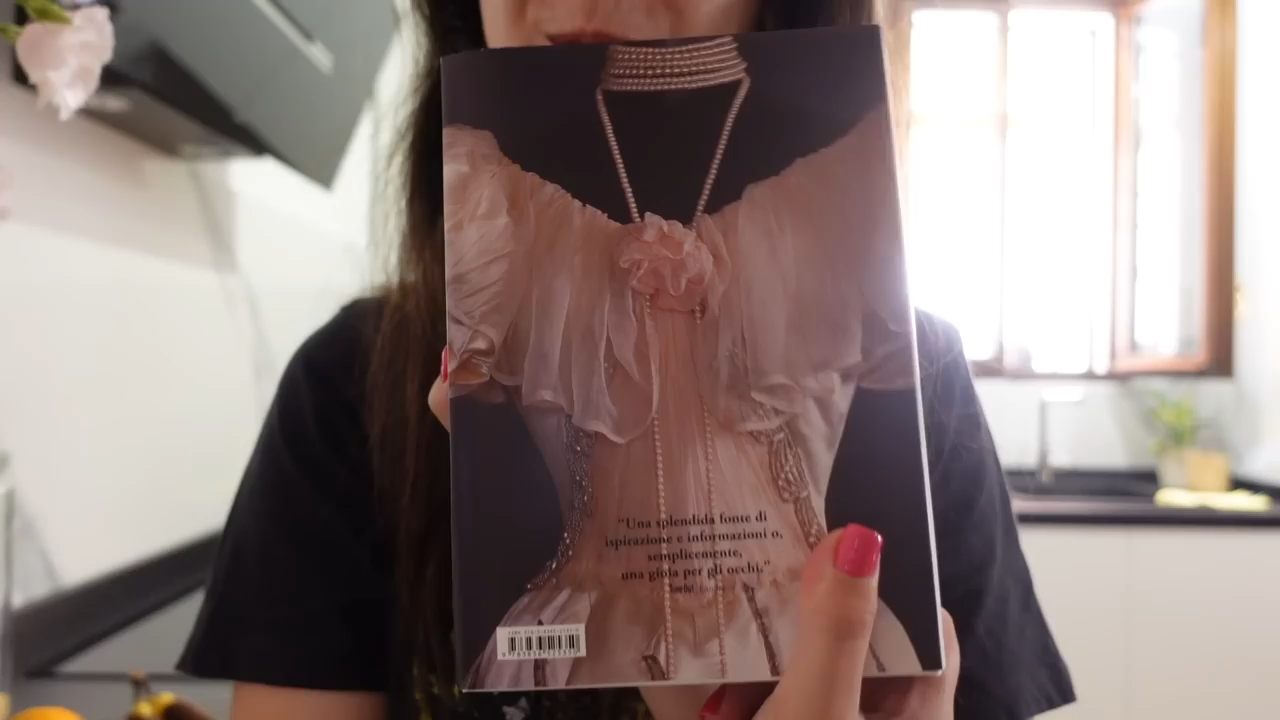 "Una splendida fonte di
ispirazione e informazioni o,
semplicemente,
una gioia per gli occhi."